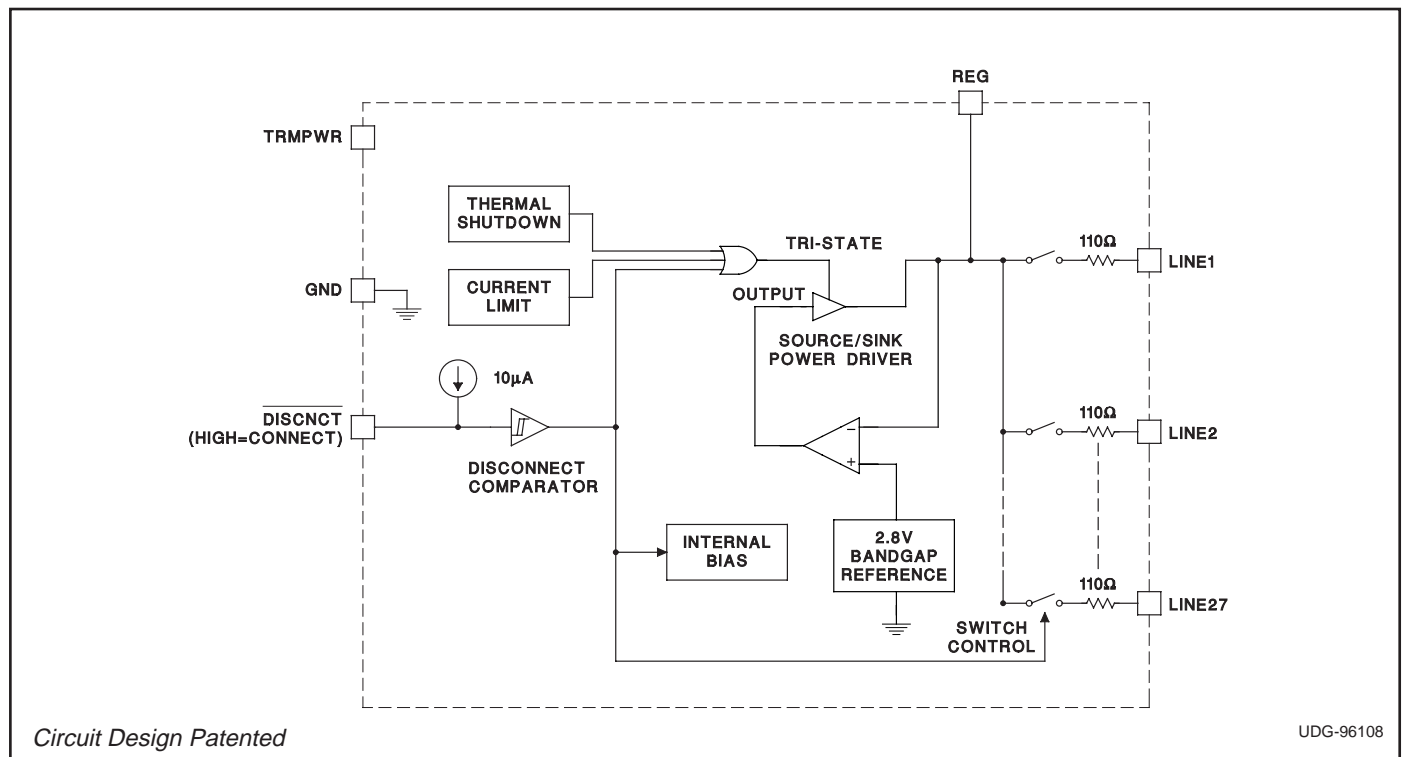 REG
TRMPWR
THERMAL
SHUTDOWN
TRI-STATE
110Ω
LINE1
GND
CURRENT
LIMIT
OUTPUT
SOURCE/SINK
POWER DRIVER
10µA
DISCNCT
(HIGH=CONNECT)
DISCONNECT
COMPARATOR
−
+
110Ω
LINE2
INTERNAL
BIAS
2.8V
BANDGAP
REFERENCE
110Ω
LINE27
SWITCH
CONTROL
Circuit Design Patented
UDG-96108